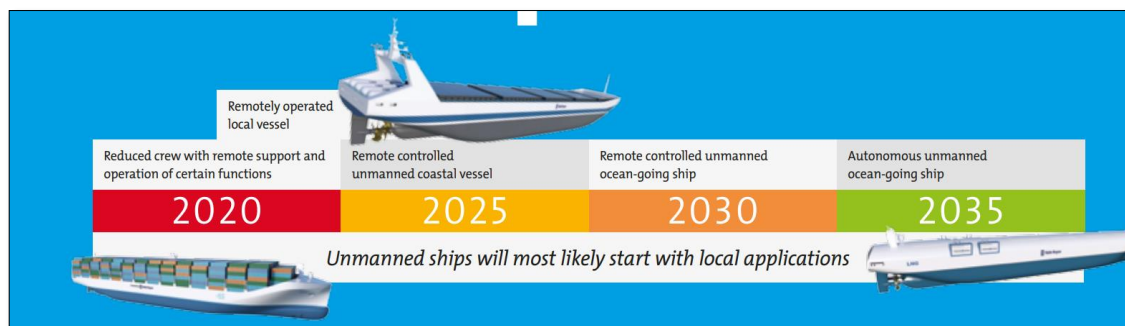 Remotely operated
local vessel
Reduced crew with remote support and
operation of certain functions
Remote controlled
unmanned coastal vessel
Remote controlled unmanned
ocean-going ship
Autonomous unmanned
ocean-going ship
2020
2025
2030
2035
Unmanned ships will most likely start with local applications